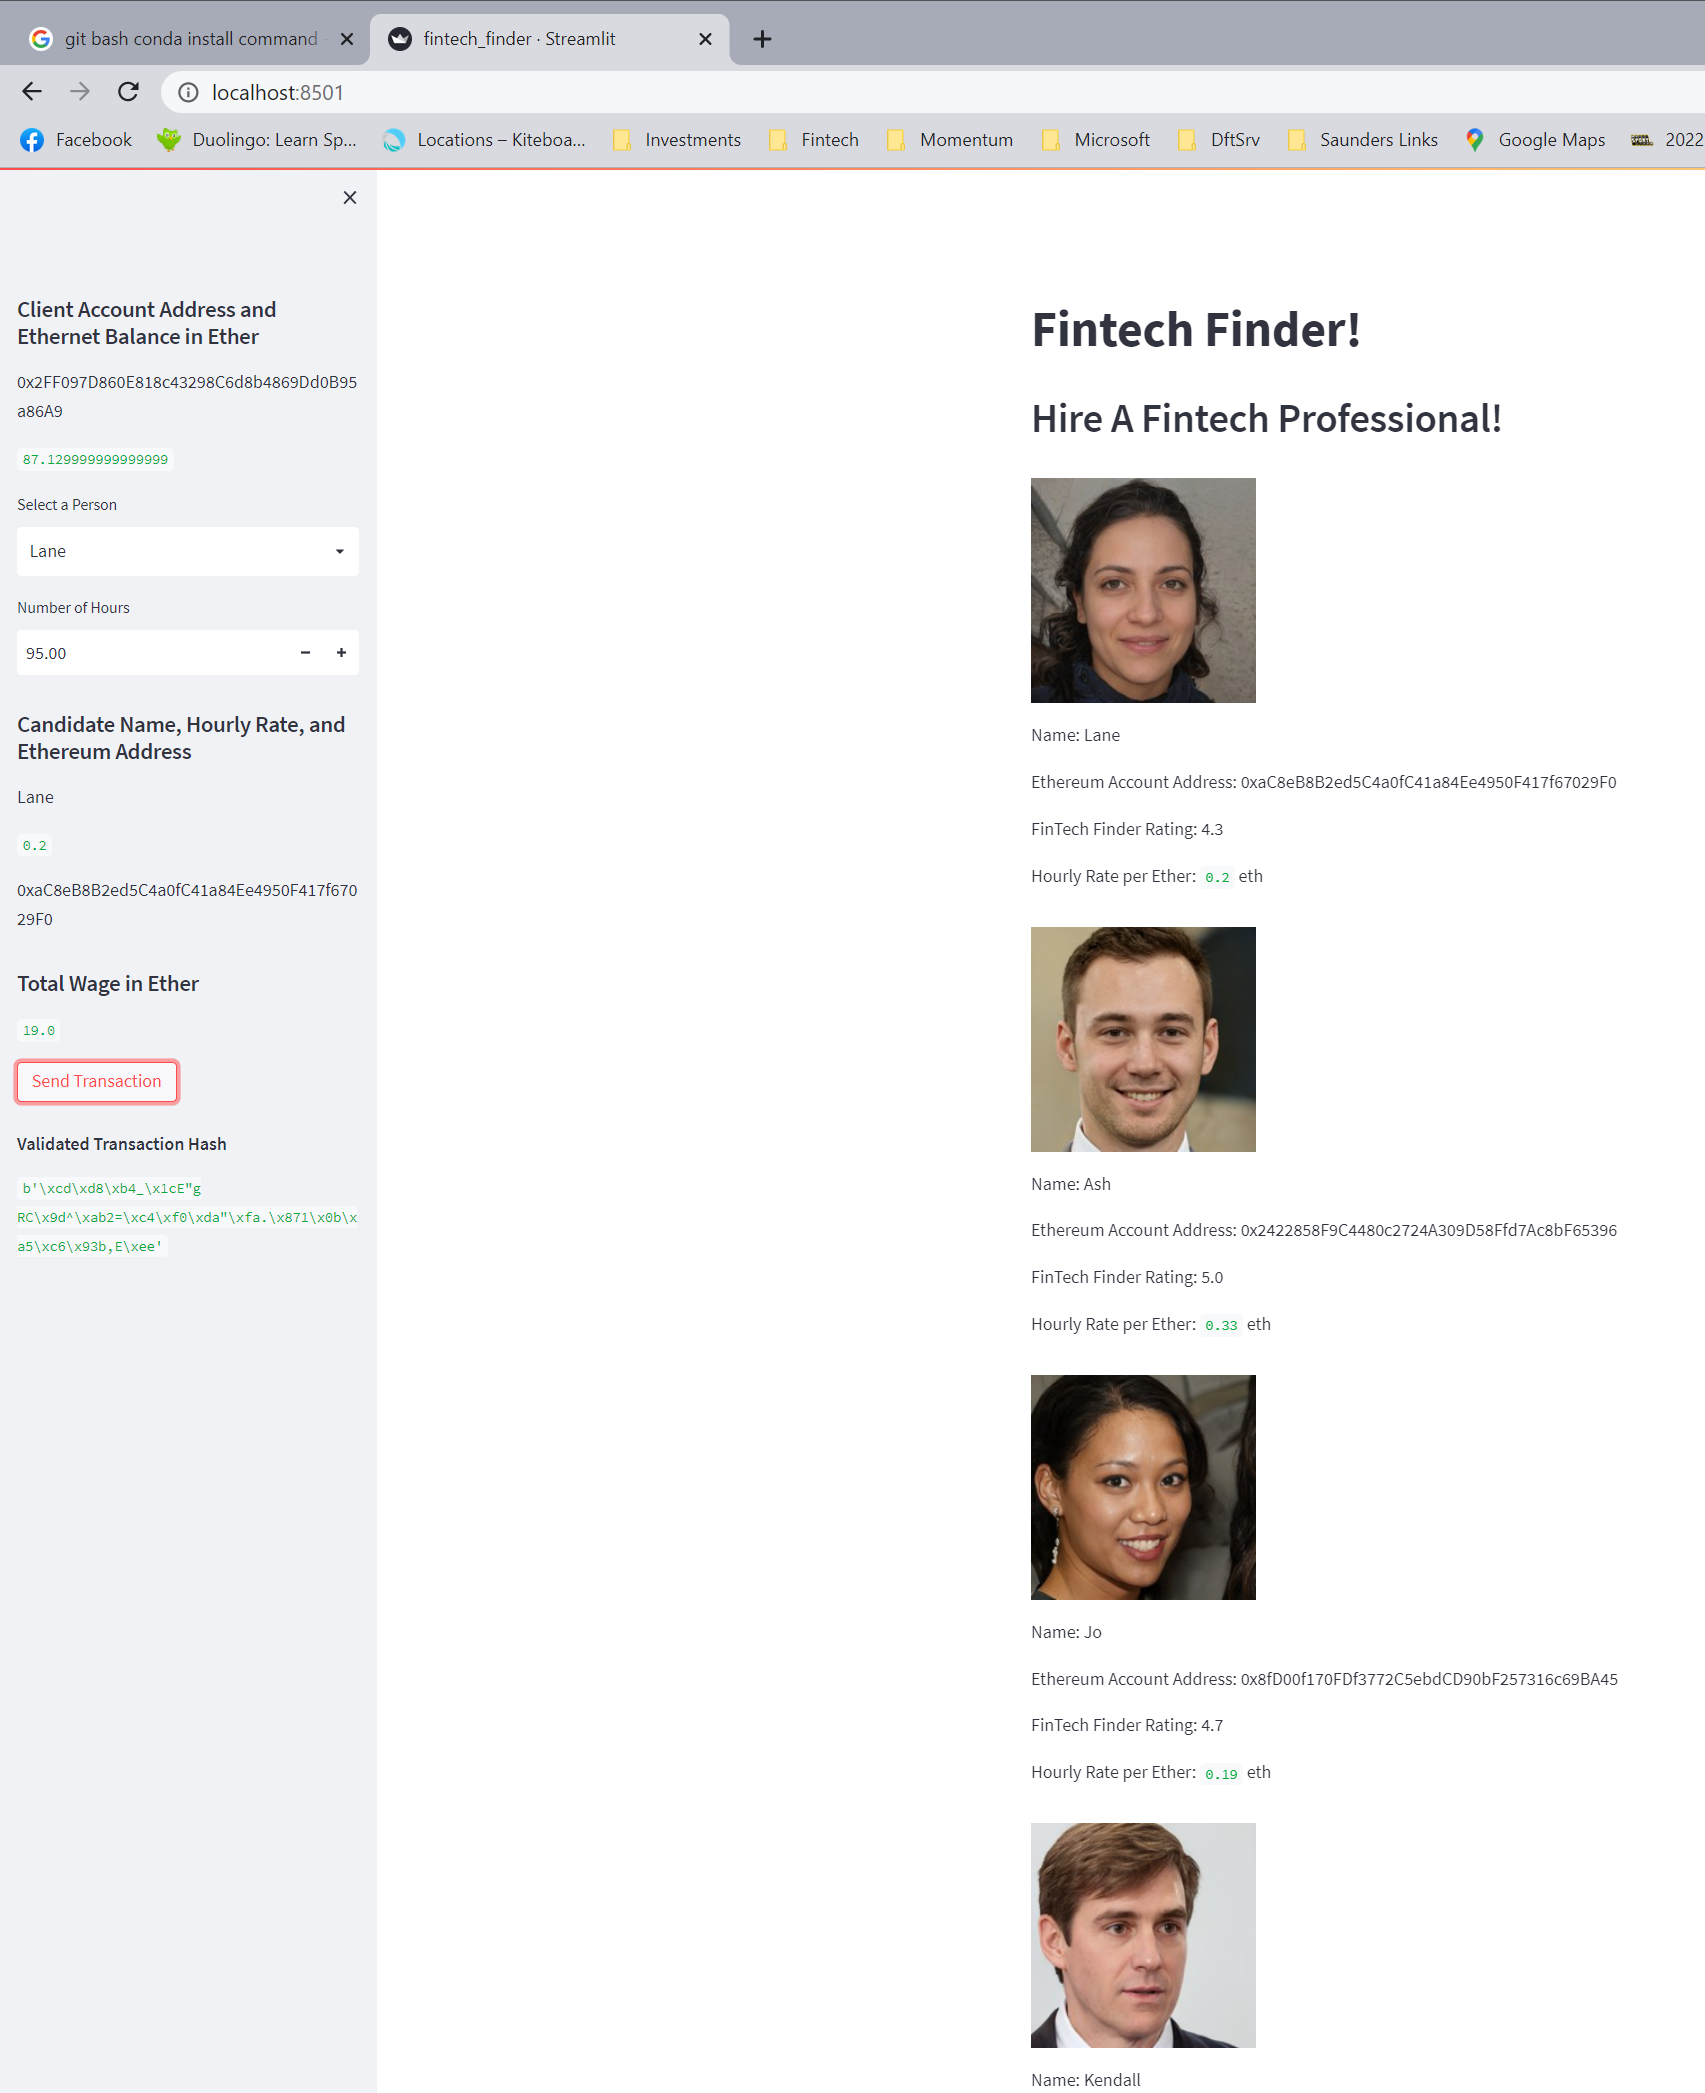 git bash conda install command
fintech_finder · Streamlit
localhost:8501
Facebook
Duolingo: Learn Sp...
Locations – Kiteboa...
Investments
Fintech
Momentum
Microsoft
DftSrv
Saunders Links
Google Maps
2022
Client Account Address and
Ethernet Balance in Ether
0x2FF097D860E818c43298C6d8b4869Dd0B95
a86A9
87.129999999999999
Select a Person
Lane
Number of Hours
95.00
Candidate Name, Hourly Rate, and
Ethereum Address
Lane
0.2
0xaC8eB8B2ed5C4a0fC41a84Ee4950F417f670
29F0
Total Wage in Ether
19.0
Send Transaction
Validated Transaction Hash
b'\xcd\xd8\xb4_\x1cE"g
RC\x9d^\xab2=\xc4\xf0\xda"\xfa.\x871\x0b\x
a5\xc6\x93b,E\xee'
Fintech Finder!
Hire A Fintech Professional!
Name: Lane
Ethereum Account Address: 0xaC8eB8B2ed5C4a0fC41a84Ee4950F417f67029F0
FinTech Finder Rating: 4.3
Hourly Rate per Ether: 0.2 eth
Name: Ash
Ethereum Account Address: 0x2422858F9C4480c2724A309D58Ffd7Ac8bF65396
FinTech Finder Rating: 5.0
Hourly Rate per Ether: 0.33 eth
Name: Jo
Ethereum Account Address: 0x8fD00f170FDf3772C5ebdCD90bF257316c69BA45
FinTech Finder Rating: 4.7
Hourly Rate per Ether: 0.19 eth
Name: Kendall